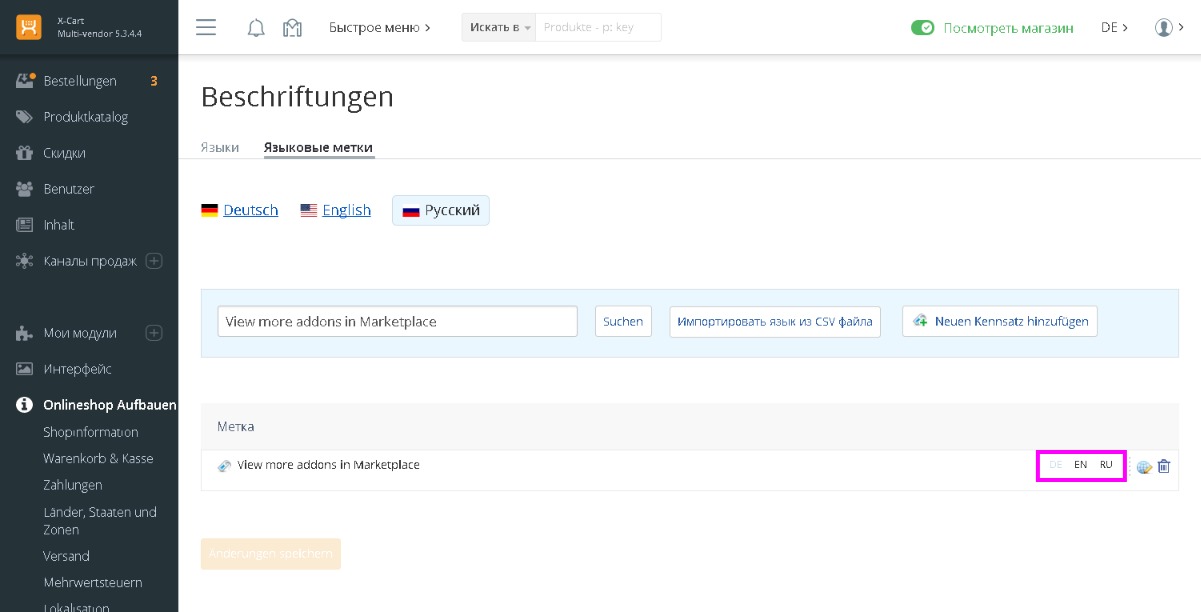 X-Cart
Multi-vendor 5.3.4.4
Быстрое меню
Искать в
Produkte - pt key
Посмотреть магазин
DE
Bestellungen 3
Produktkatalog
Скидки
Benutzer
Inhalt
Каналы продаж
Мои модули
Интерфейс
Onlineshop Aufbauen
Shopinformation
Warenkorb & Kasse
Zahlungen
Länder, Staaten und
Zonen
Versand
Mehrwertsteuern
Lokalisation
Beschriftungen
Языки Языковые метки
Deutsch English Русский
View more addons in Marketplace Suchen Импортировать язык из CSV файла Neuen Kennsatz hinzufügen
Метка
View more addons in Marketplace DE EN RU
Änderungen speichern